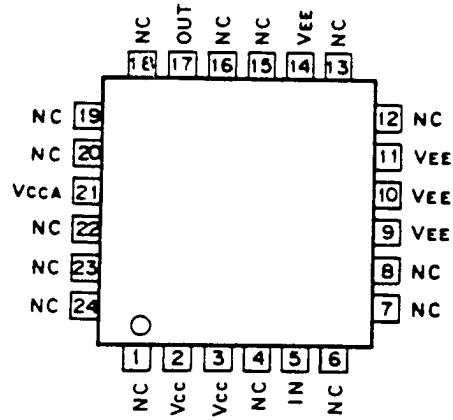 NC OUT NC NC VEE NC
18 17 16 15 14 13
NC 19
NC 20
VCCA 21
NC 22
NC 23
NC 24
12 NC
11 VEE
10 VEE
9 VEE
8 NC
7 NC
1 2 3 4 5 6
NC Vcc Vcc NC IN NC